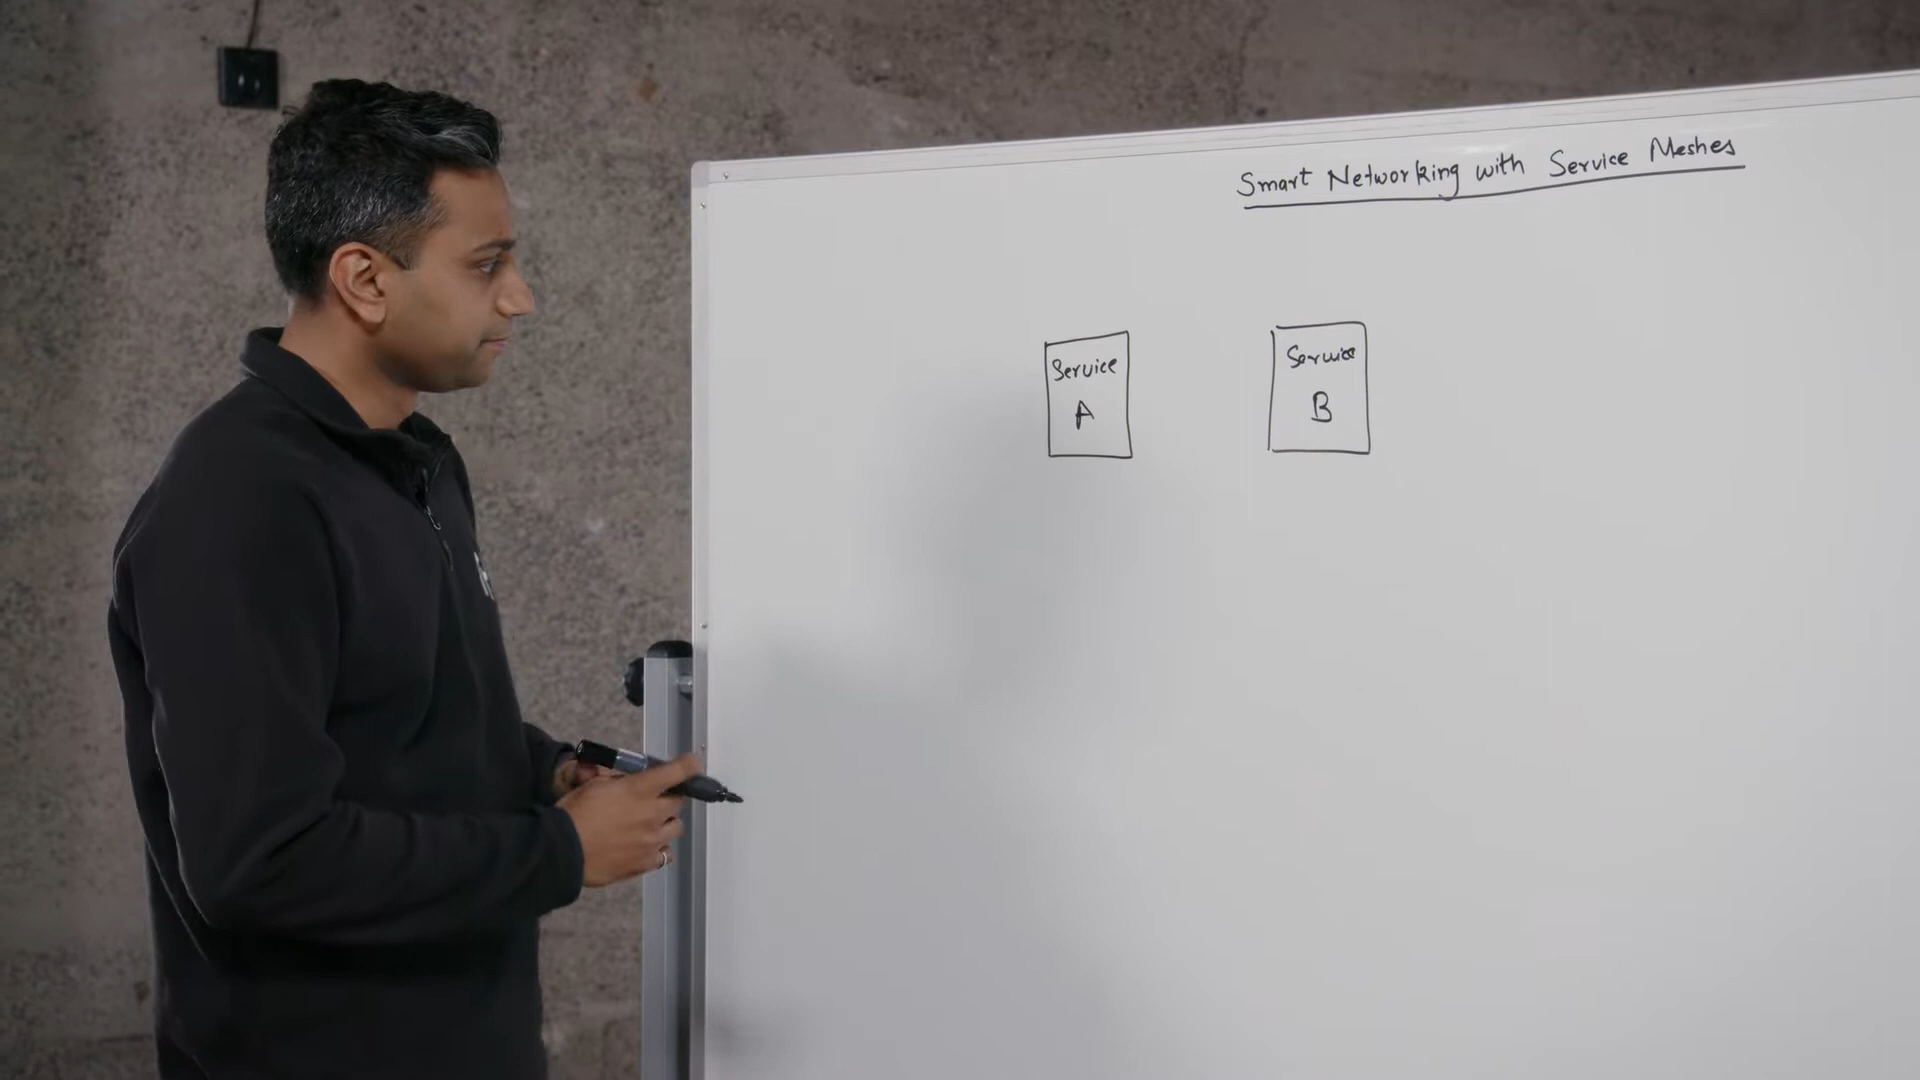 Smart Networking with Service Meshes
Service
A
Service
B